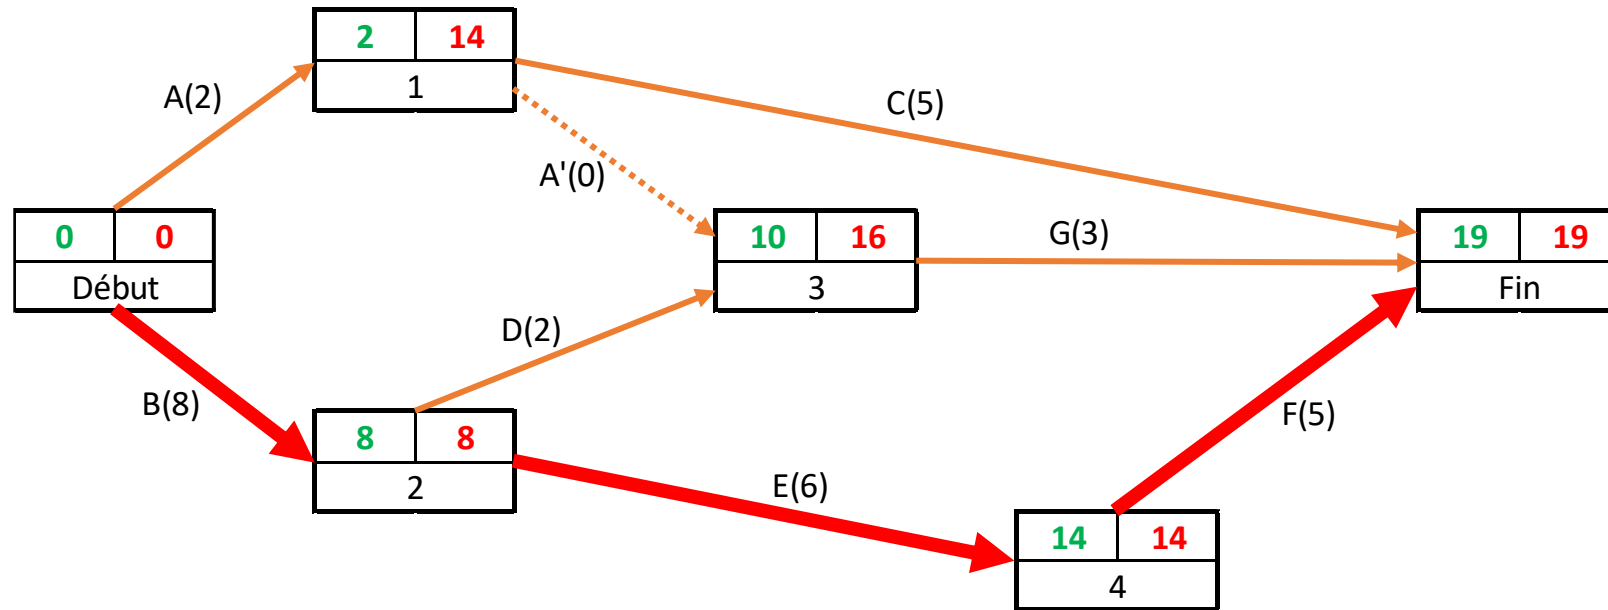 2 14
1
A(2)
C(5)
A'(0)
0 0
Début
10 16
3
G(3)
19 19
Fin
D(2)
B(8)
8 8
2
F(5)
E(6)
14 14
4